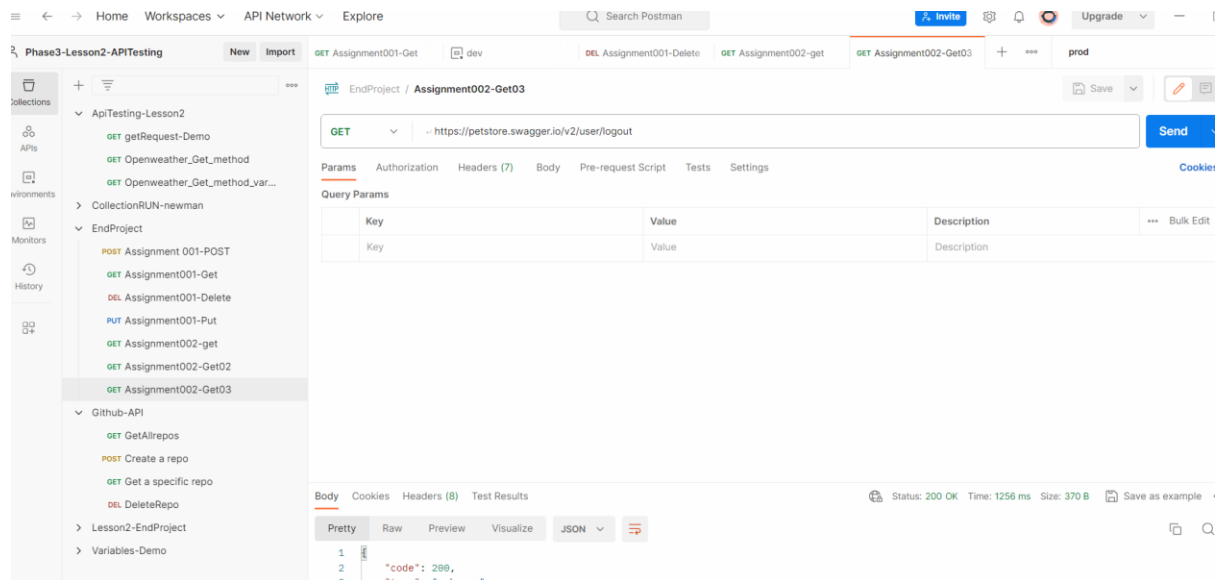 Home Workspaces API Network Explore Search Postman Invite Upgrade
Phase3-Lesson2-APITesting New Import GET Assignment001-Get dev DEL Assignment001-Delete GET Assignment002-get GET Assignment002-Get03 prod
Collections
EndProject / Assignment002-Get03 Save
ApiTesting-Lesson2
GET getRequest-Demo
GET https://petstore.swagger.io/v2/user/logout Send
APIs
GET Openweather_Get_method
Params Authorization Headers (7) Body Pre-request Script Tests Settings Cookies
GET Openweather_Get_method_var...
Query Params
CollectionRUN-newman
Key Value Description Bulk Edit
Monitors
EndProject
Key Value Description
POST Assignment 001-POST
GET Assignment001-Get
History
DEL Assignment001-Delete
PUT Assignment001-Put
GET Assignment002-get
GET Assignment002-Get02
GET Assignment002-Get03
Github-API
GET GetAllrepos
POST Create a repo
GET Get a specific repo
Body Cookies Headers (8) Test Results Status: 200 OK Time: 1256 ms Size: 370 B Save as example
DEL DeleteRepo
Lesson2-EndProject
Pretty Raw Preview Visualize JSON
Variables-Demo
1 {
2 "code": 200,